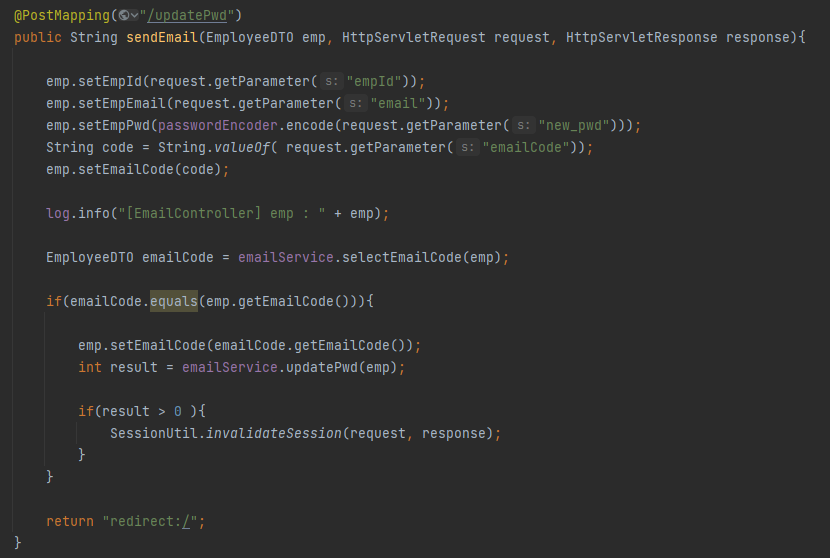 @PostMapping("/updatePwd")
public String sendEmail(EmployeeDTO emp, HttpServletRequest request, HttpServletResponse response){
emp.setEmpId(request.getParameter( s: "empId"));
emp.setEmpEmail(request.getParameter( s: "email"));
emp.setEmpPwd(passwordEncoder.encode(request.getParameter( s: "new_pwd")));
String code = String.valueOf( request.getParameter( s: "emailCode"));
emp.setEmailCode(code);
log.info("[EmailController] emp : " + emp);
EmployeeDTO emailCode = emailService.selectEmailCode(emp);
if(emailCode.equals(emp.getEmailCode())){
emp.setEmailCode(emailCode.getEmailCode());
int result = emailService.updatePwd(emp);
if(result > 0 ){
SessionUtil.invalidateSession(request, response);
}
}
return "redirect:/";
}